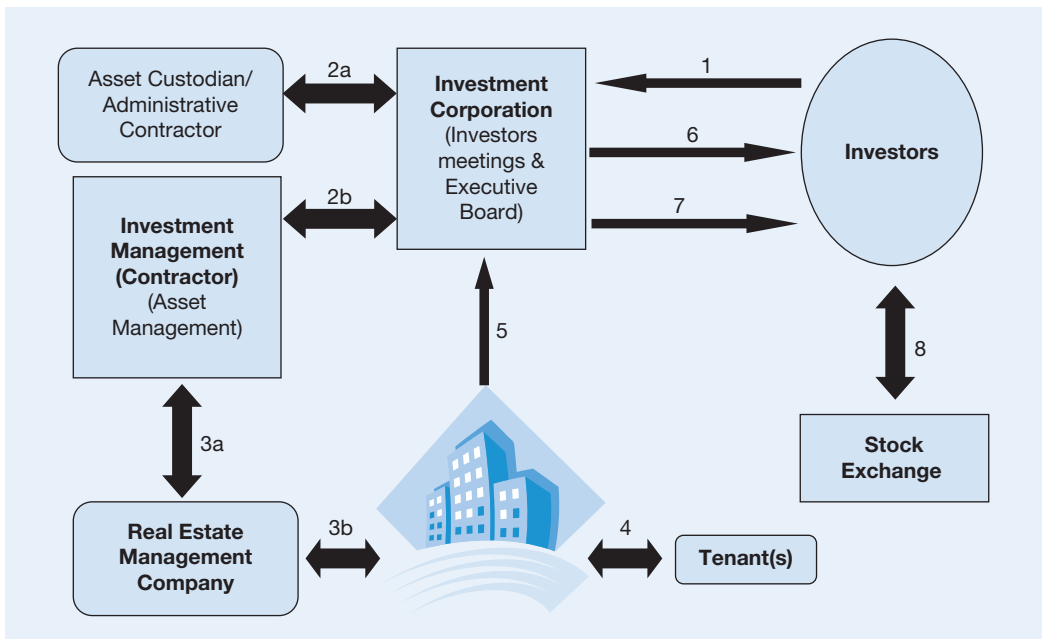 Asset Custodian/
Administrative
Contractor
2a
Investment
Corporation
(Investors
meetings &
Executive
Board)
1
6
7
Investors
Investment
Management
(Contractor)
(Asset
Management)
2b
5
8
3a
Stock
Exchange
Real Estate
Management
Company
3b
4
Tenant(s)